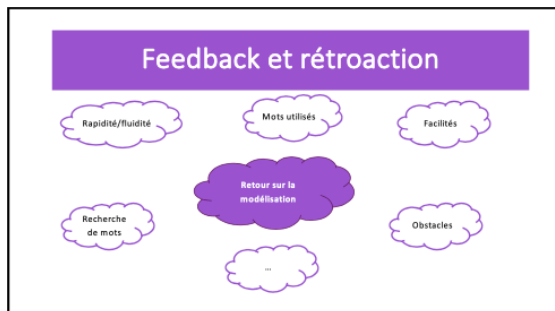 Feedback et rétroaction
Rapidité/fluidité
Mots utilisés
Facilités
Retour sur la
modélisation
Recherche
de mots
Obstacles
...